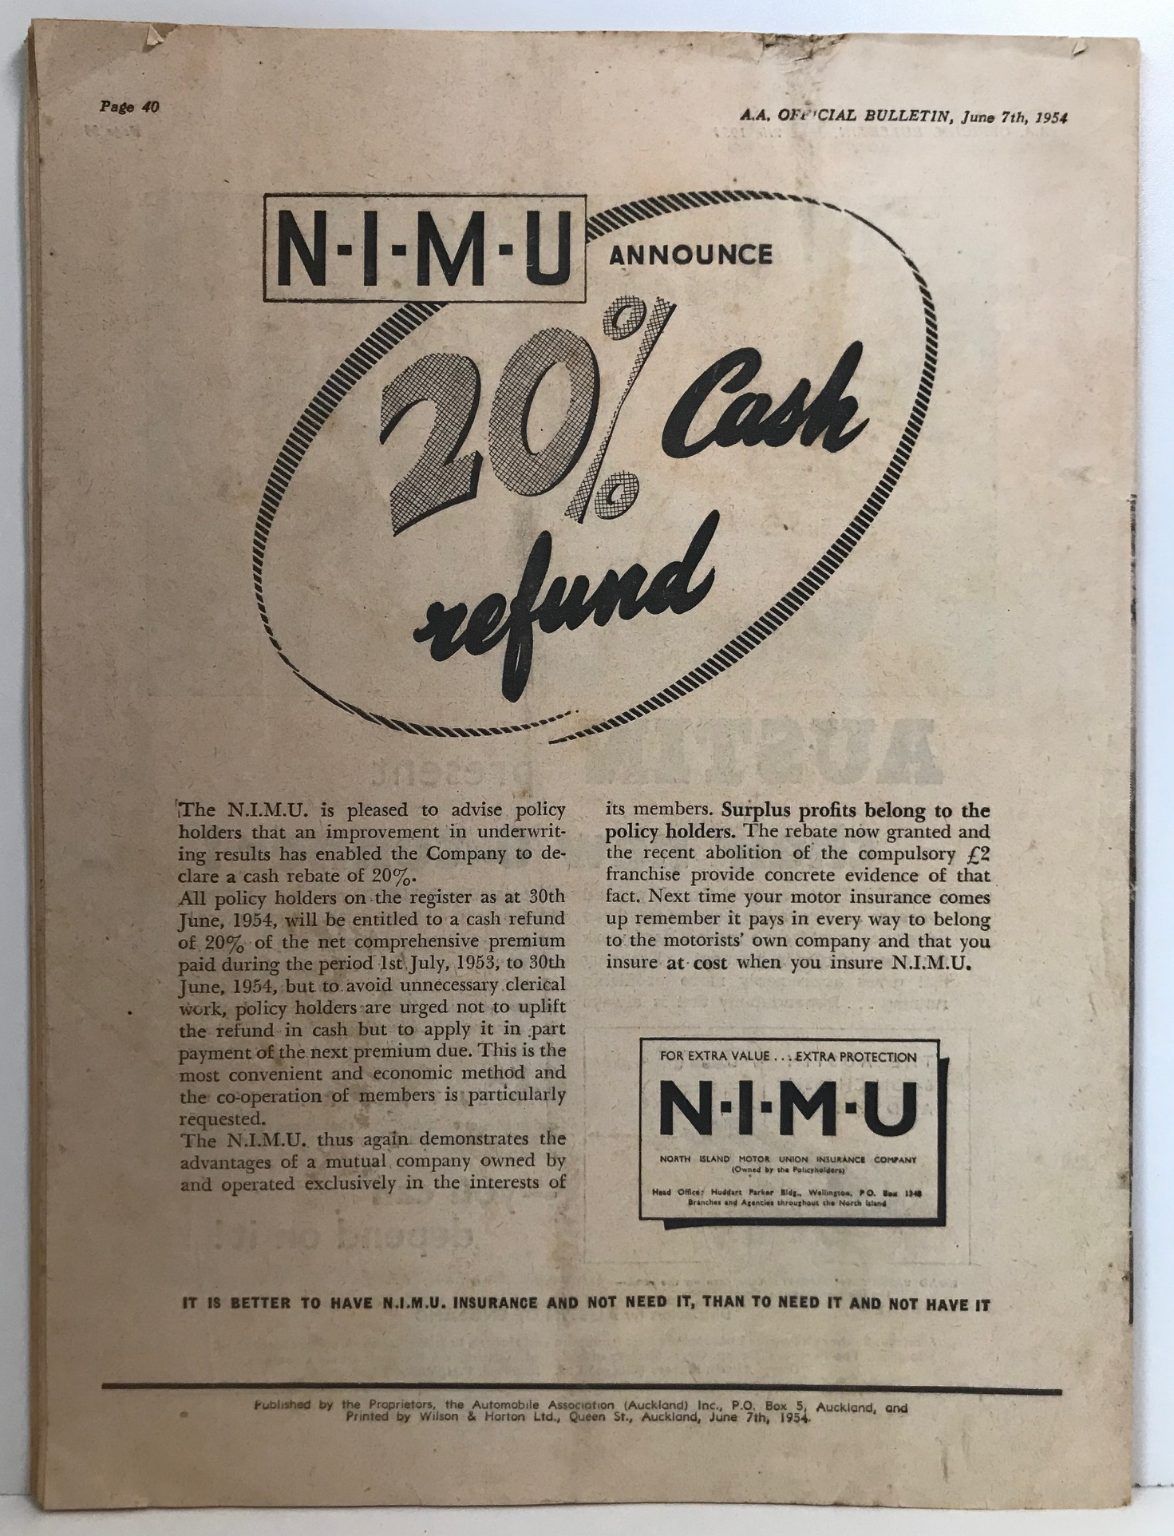 Page 40
A.A. OFFICIAL BULLETIN, June 7th, 1954
N·I·M·U
ANNOUNCE
20% Cash
refund
The N.I.M.U. is pleased to advise policy
holders that an improvement in underwrit-
ing results has enabled the Company to de-
clare a cash rebate of 20%.
All policy holders on the register as at 30th
June, 1954, will be entitled to a cash refund
of 20% of the net comprehensive premium
paid during the period 1st July, 1953, to 30th
June, 1954, but to avoid unnecessary clerical
work, policy holders are urged not to uplift
the refund in cash but to apply it in part
payment of the next premium due. This is the
most convenient and economic method and
the co-operation of members is particularly
requested.
The N.I.M.U. thus again demonstrates the
advantages of a mutual company owned by
and operated exclusively in the interests of
its members. Surplus profits belong to the
policy holders. The rebate now granted and
the recent abolition of the compulsory £2
franchise provide concrete evidence of that
fact. Next time your motor insurance comes
up remember it pays in every way to belong
to the motorists' own company and that you
insure at cost when you insure N.I.M.U.
FOR EXTRA VALUE . . . EXTRA PROTECTION
N·I·M·U
NORTH ISLAND MOTOR UNION INSURANCE COMPANY
(Owned by the Policyholders)
Head Office: Huddart Parker Bldg., Wellington, P.O. Box 1348
Branches and Agencies throughout the North Island
IT IS BETTER TO HAVE N.I.M.U. INSURANCE AND NOT NEED IT, THAN TO NEED IT AND NOT HAVE IT
Published by the Proprietors, the Automobile Association (Auckland) Inc., P.O. Box 5, Auckland, and
Printed by Wilson & Horton Ltd., Queen St., Auckland, June 7th, 1954.